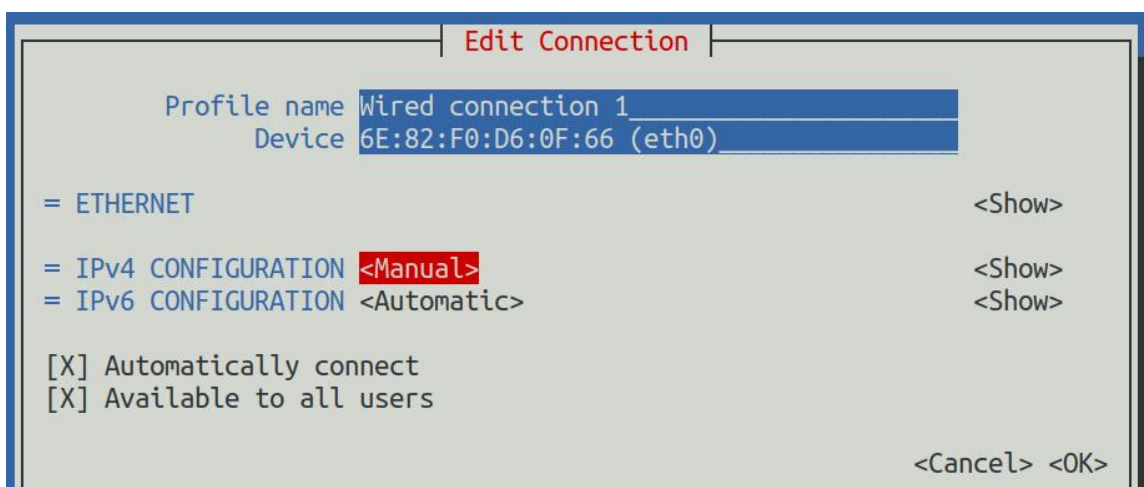 Edit Connection
Profile name Wired connection 1
Device 6E:82:F0:D6:0F:66 (eth0)
= ETHERNET <Show>
= IPv4 CONFIGURATION <Manual> <Show>
= IPv6 CONFIGURATION <Automatic> <Show>
[X] Automatically connect
[X] Available to all users
<Cancel> <OK>